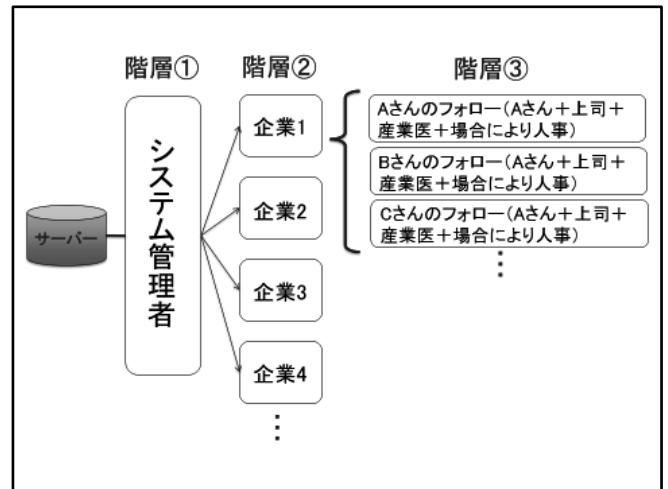 階層①
階層②
階層③
サーバー
システム管理者
企業1
企業2
企業3
企業4
⋮
Aさんのフォロー(Aさん+上司+
産業医+場合により人事)
Bさんのフォロー(Aさん+上司+
産業医+場合により人事)
Cさんのフォロー(Aさん+上司+
産業医+場合により人事)
⋮